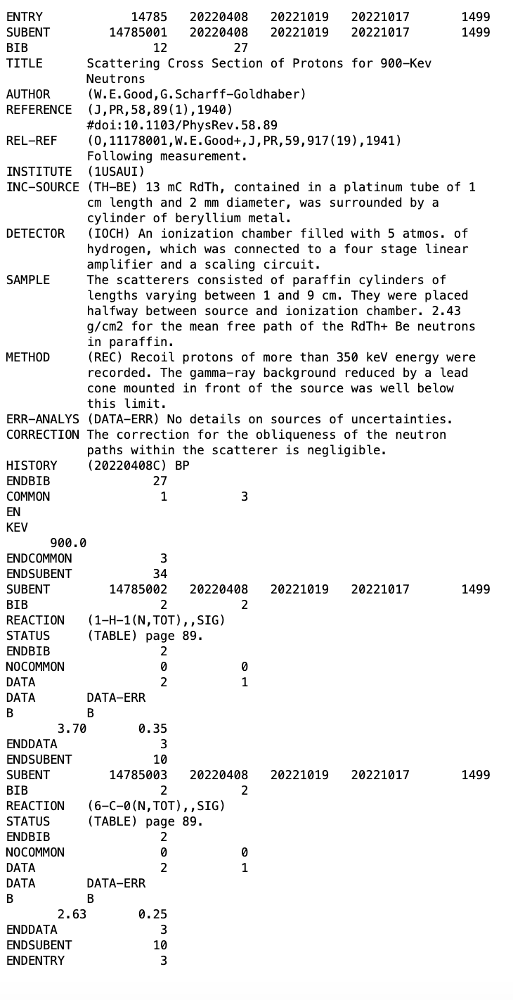 ENTRY            14785   20220408   20221019   20221017       1499
SUBENT        14785001   20220408   20221019   20221017       1499
BIB                 12         27
TITLE      Scattering Cross Section of Protons for 900-Kev
           Neutrons
AUTHOR     (W.E.Good,G.Scharff-Goldhaber)
REFERENCE  (J,PR,58,89(1),1940)
           #doi:10.1103/PhysRev.58.89
REL-REF    (O,11178001,W.E.Good+,J,PR,59,917(19),1941)
           Following measurement.
INSTITUTE  (1USAUI)
INC-SOURCE (TH-BE) 13 mC RdTh, contained in a platinum tube of 1
           cm length and 2 mm diameter, was surrounded by a
           cylinder of beryllium metal.
DETECTOR   (IOCH) An ionization chamber filled with 5 atmos. of
           hydrogen, which was connected to a four stage linear
           amplifier and a scaling circuit.
SAMPLE     The scatterers consisted of paraffin cylinders of
           lengths varying between 1 and 9 cm. They were placed
           halfway between source and ionization chamber. 2.43
           g/cm2 for the mean free path of the RdTh+ Be neutrons
           in paraffin.
METHOD     (REC) Recoil protons of more than 350 keV energy were
           recorded. The gamma-ray background reduced by a lead
           cone mounted in front of the source was well below
           this limit.
ERR-ANALYS (DATA-ERR) No details on sources of uncertainties.
CORRECTION The correction for the obliqueness of the neutron
           paths within the scatterer is negligible.
HISTORY    (20220408C) BP
ENDBIB              27
COMMON               1          3
EN
KEV
      900.0
ENDCOMMON            3
ENDSUBENT           34
SUBENT        14785002   20220408   20221019   20221017       1499
BIB                  2          2
REACTION   (1-H-1(N,TOT),,SIG)
STATUS     (TABLE) page 89.
ENDBIB               2
NOCOMMON             0          0
DATA                 2          1
DATA       DATA-ERR
B          B
       3.70       0.35
ENDDATA              3
ENDSUBENT           10
SUBENT        14785003   20220408   20221019   20221017       1499
BIB                  2          2
REACTION   (6-C-0(N,TOT),,SIG)
STATUS     (TABLE) page 89.
ENDBIB               2
NOCOMMON             0          0
DATA                 2          1
DATA       DATA-ERR
B          B
       2.63       0.25
ENDDATA              3
ENDSUBENT           10
ENDENTRY             3